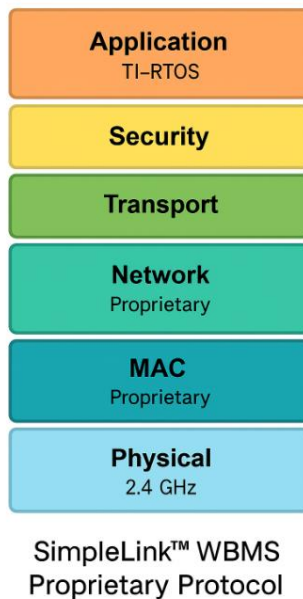 Application
TI–RTOS
Security
Transport
Network
Proprietary
MAC
Proprietary
Physical
2.4 GHz
SimpleLink™ WBMS
Proprietary Protocol